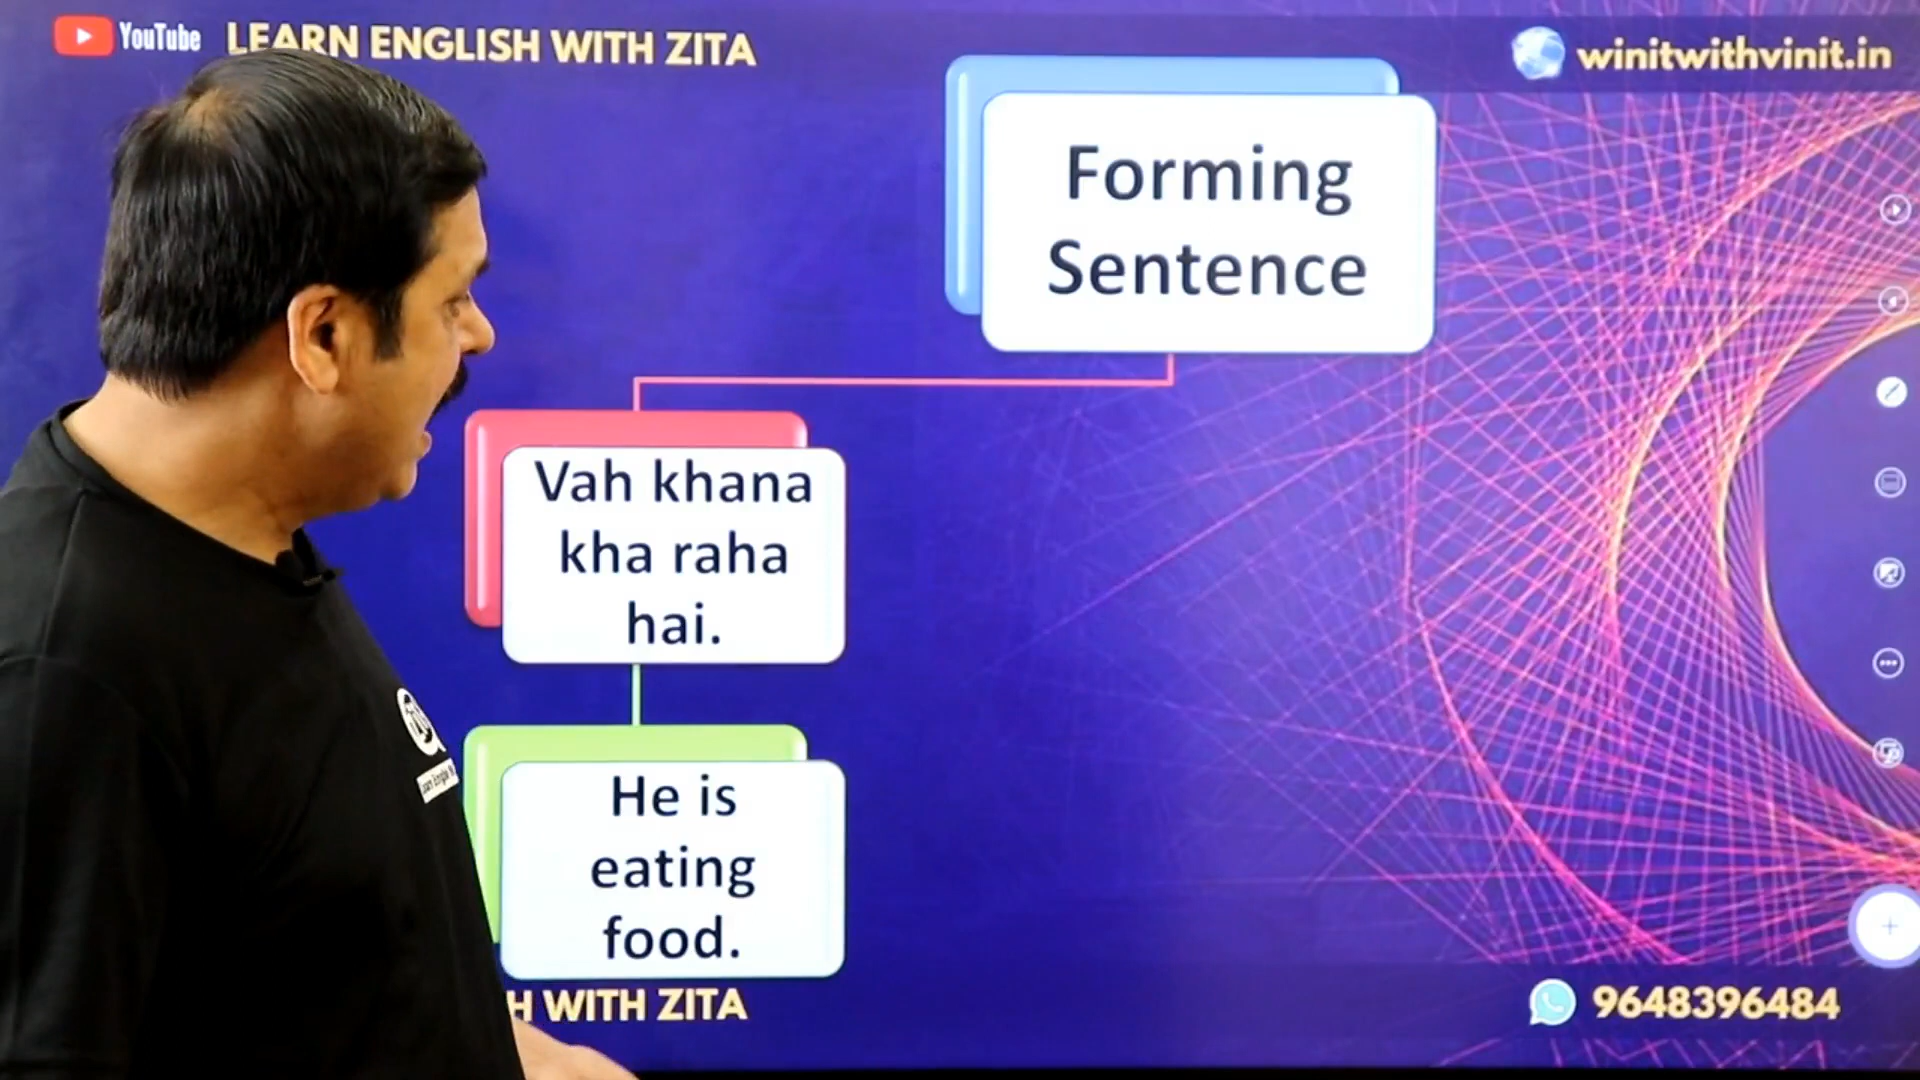 YouTube LEARN ENGLISH WITH ZITA
winitwithvinit.in
Forming
Sentence
Vah khana
kha raha
hai.
He is
eating
food.
H WITH ZITA
9648396484